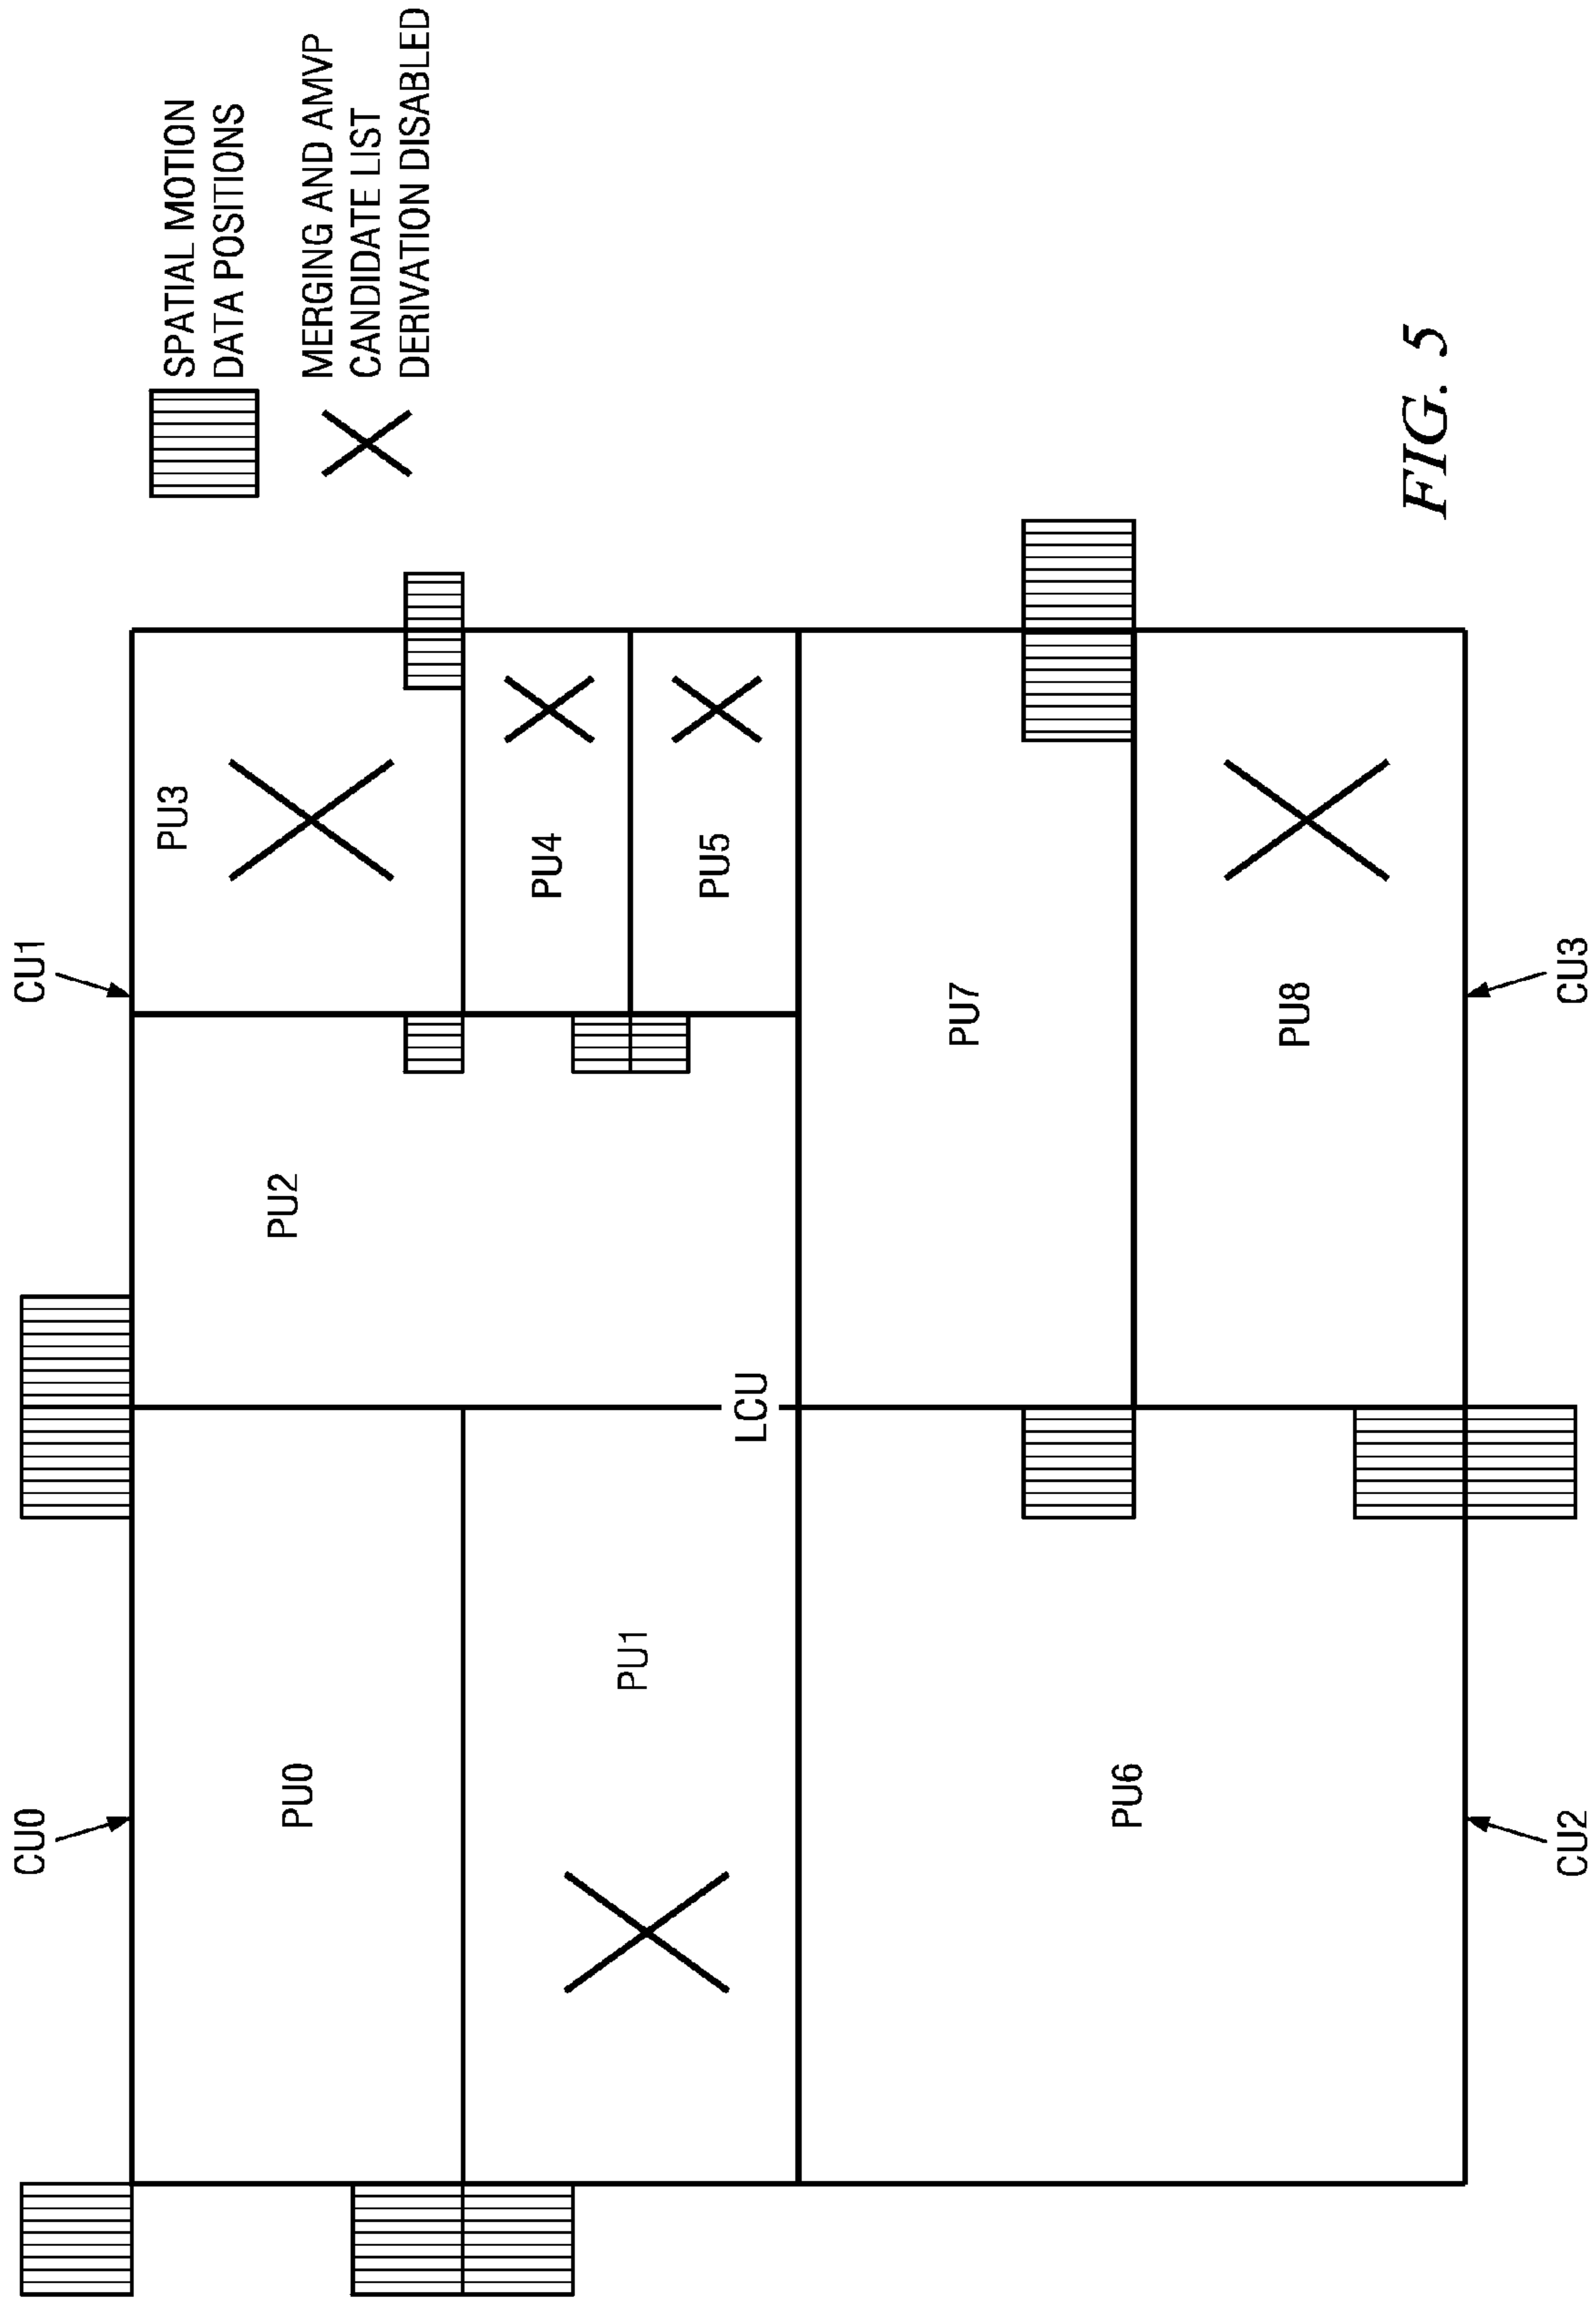 CU0
CU1
PU0
PU2
PU3
PU1
PU4
PU5
LCU
PU6
PU7
PU8
CU2
CU3
SPATIAL MOTION
DATA POSITIONS
MERGING AND AMVP
CANDIDATE LIST
DERIVATION DISABLED
FIG. 5